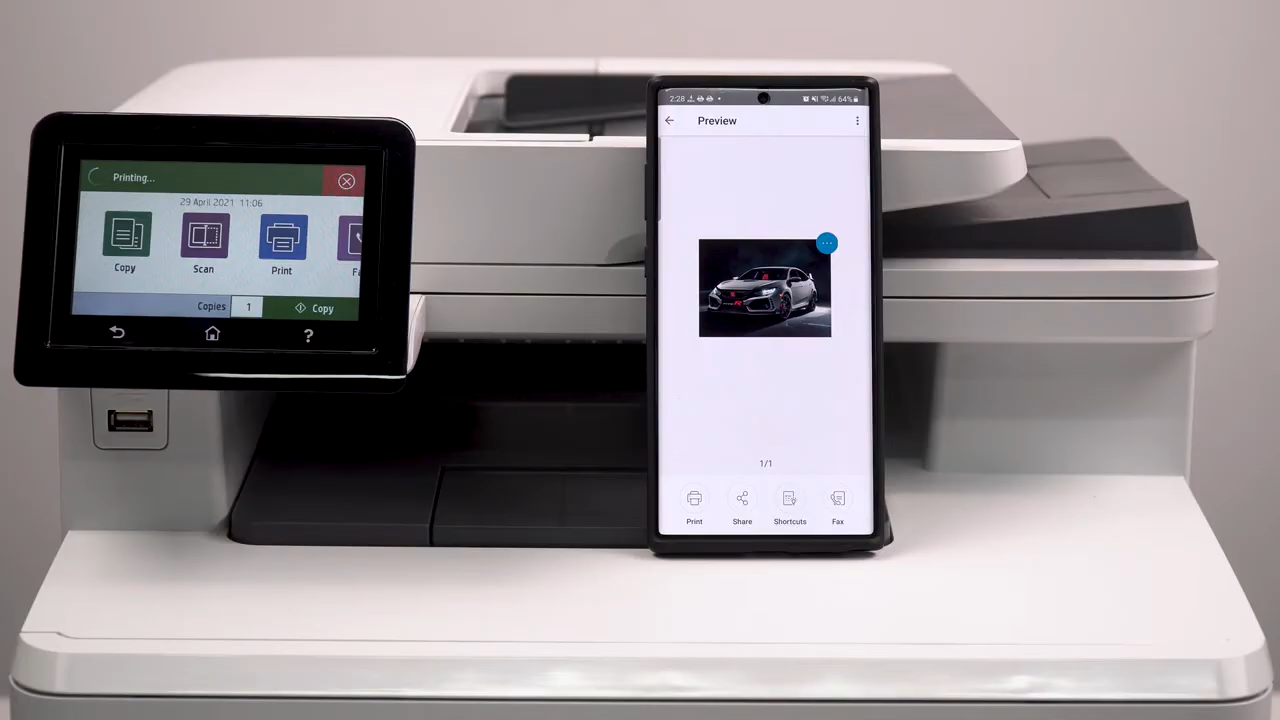 Printing...
29 April 2021 11:06
Copy
Scan
Print
Fa
Copies
1
Copy
?
2:28
64%
Preview
1/1
Print
Share
Shortcuts
Fax